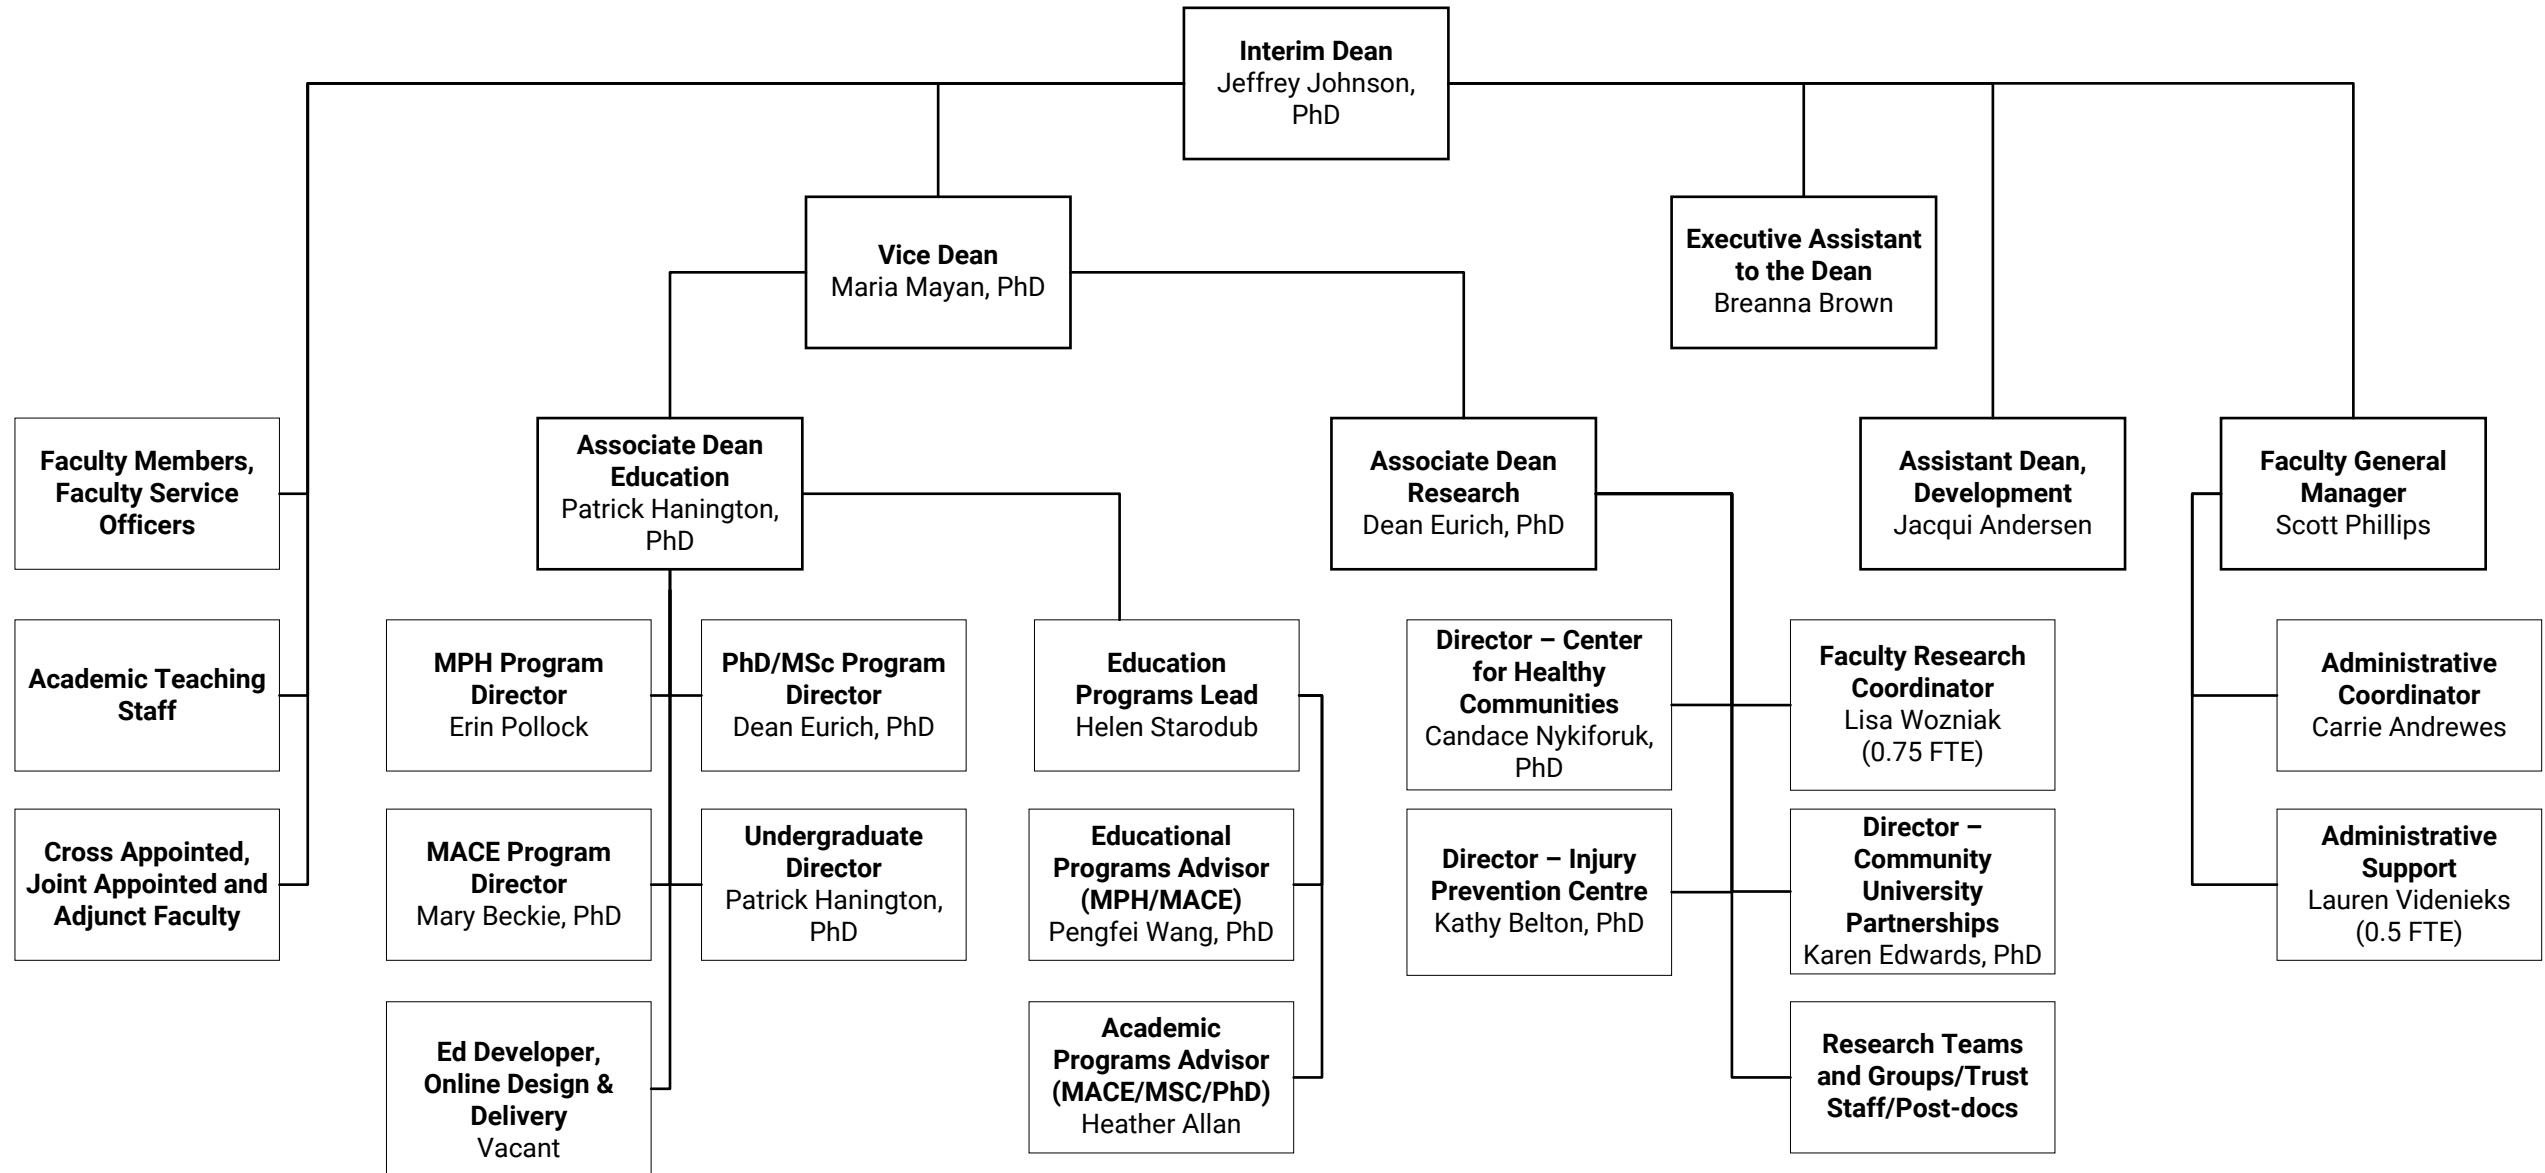 Interim Dean
Jeffrey Johnson,
PhD
Vice Dean
Maria Mayan, PhD
Executive Assistant
to the Dean
Breanna Brown
Faculty Members,
Faculty Service
Officers
Associate Dean
Education
Patrick Hanington,
PhD
Associate Dean
Research
Dean Eurich, PhD
Assistant Dean,
Development
Jacqui Andersen
Faculty General
Manager
Scott Phillips
Academic Teaching
Staff
MPH Program
Director
Erin Pollock
PhD/MSc Program
Director
Dean Eurich, PhD
Education
Programs Lead
Helen Starodub
Director – Center
for Healthy
Communities
Candace Nykiforuk,
PhD
Faculty Research
Coordinator
Lisa Wozniak
(0.75 FTE)
Administrative
Coordinator
Carrie Andrewes
Cross Appointed,
Joint Appointed and
Adjunct Faculty
MACE Program
Director
Mary Beckie, PhD
Undergraduate
Director
Patrick Hanington,
PhD
Educational
Programs Advisor
(MPH/MACE)
Pengfei Wang, PhD
Director – Injury
Prevention Centre
Kathy Belton, PhD
Director –
Community
University
Partnerships
Karen Edwards, PhD
Administrative
Support
Lauren Videnieks
(0.5 FTE)
Ed Developer,
Online Design &
Delivery
Vacant
Academic
Programs Advisor
(MACE/MSC/PhD)
Heather Allan
Research Teams
and Groups/Trust
Staff/Post-docs